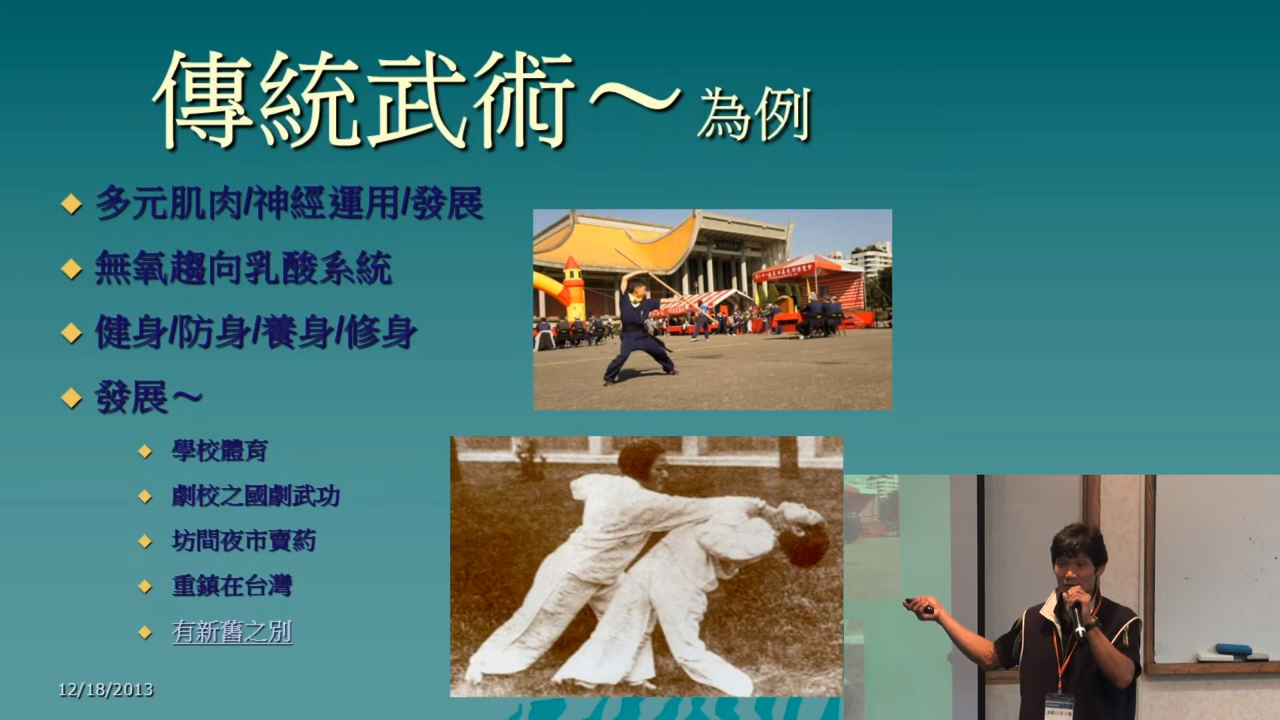 傳統武術～為例
多元肌肉/神經運用/發展
無氧趨向乳酸系統
健身/防身/養身/修身
發展～
學校體育
劇校之國劇武功
坊間夜市賣葯
重鎮在台灣
有新舊之別
12/18/2013